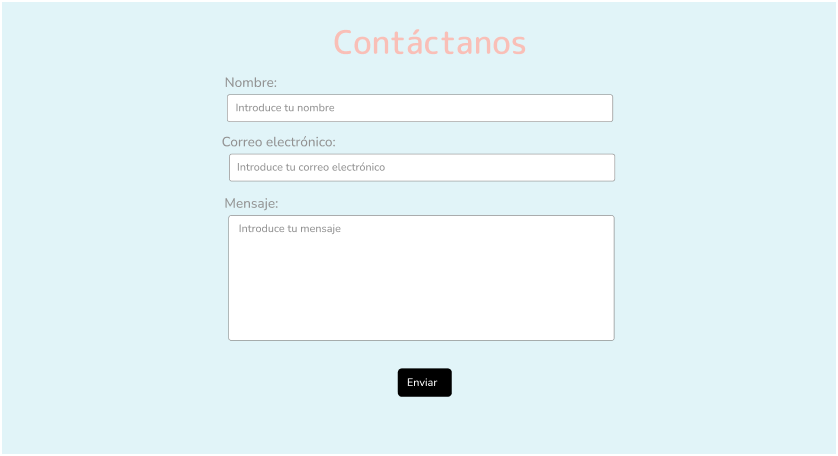 Contáctanos
Nombre:
Introduce tu nombre
Correo electrónico:
Introduce tu correo electrónico
Mensaje:
Introduce tu mensaje
Enviar